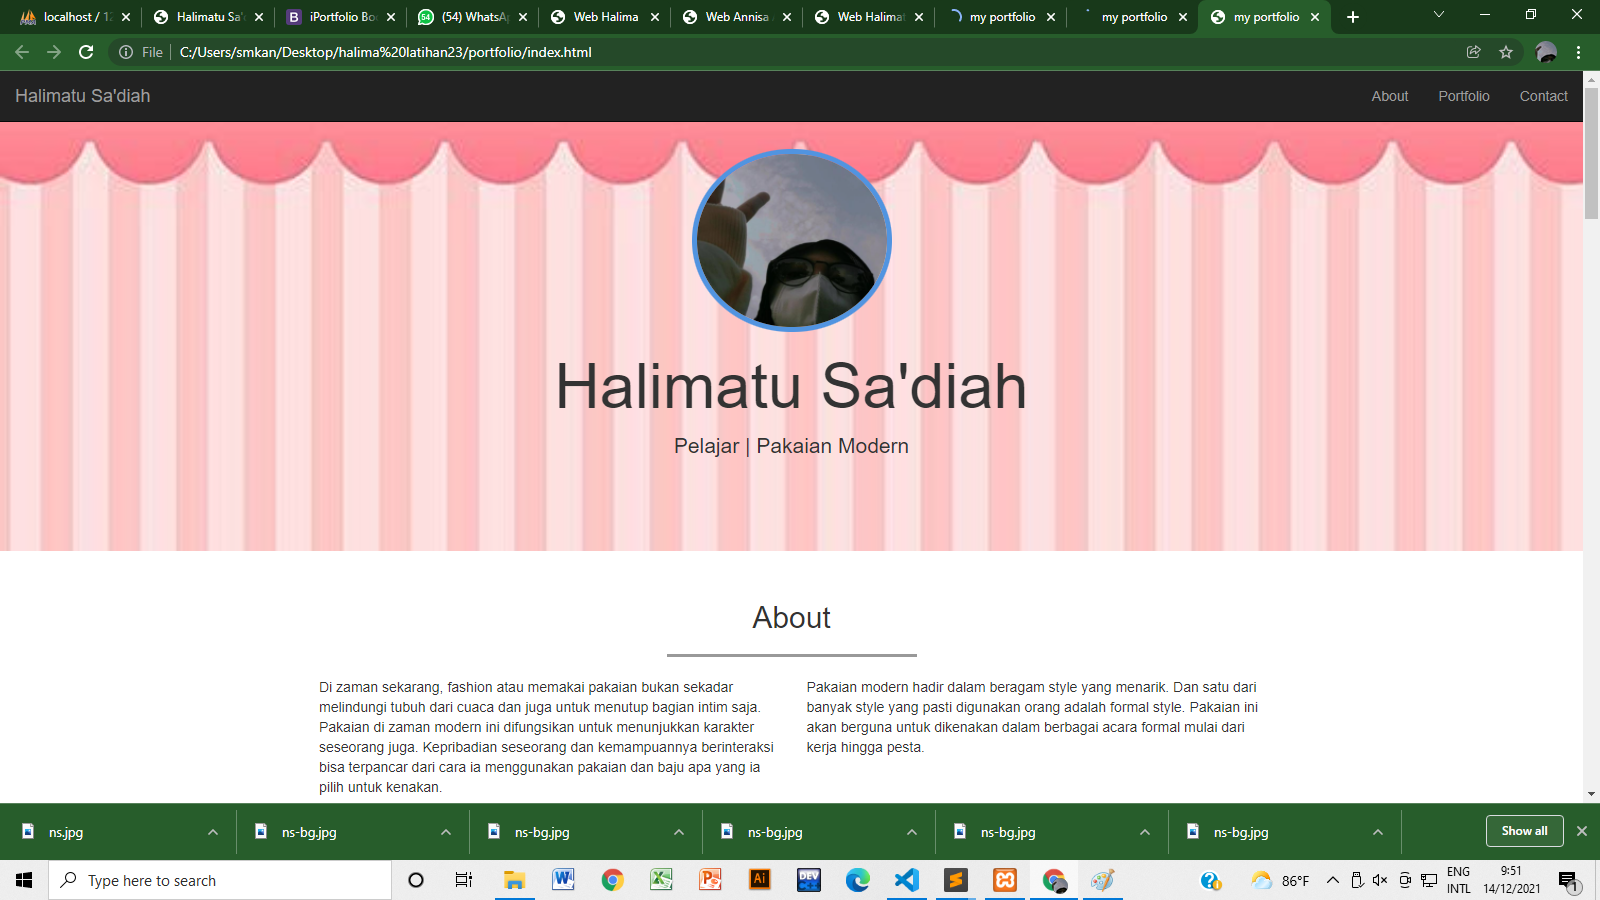 localhost / 12
Halimatu Sa'd
iPortfolio Boo
(54) WhatsAp
Web Halima
Web Annisa A
Web Halimat
my portfolio
my portfolio
my portfolio
File
C:/Users/smkan/Desktop/halima%20latihan23/portfolio/index.html
Halimatu Sa'diah
About
Portfolio
Contact
Halimatu Sa'diah
Pelajar | Pakaian Modern
About
Di zaman sekarang, fashion atau memakai pakaian bukan sekadar
melindungi tubuh dari cuaca dan juga untuk menutup bagian intim saja.
Pakaian di zaman modern ini difungsikan untuk menunjukkan karakter
seseorang juga. Kepribadian seseorang dan kemampuannya berinteraksi
bisa terpancar dari cara ia menggunakan pakaian dan baju apa yang ia
pilih untuk kenakan.
Pakaian modern hadir dalam beragam style yang menarik. Dan satu dari
banyak style yang pasti digunakan orang adalah formal style. Pakaian ini
akan berguna untuk dikenakan dalam berbagai acara formal mulai dari
kerja hingga pesta.
ns.jpg
ns-bg.jpg
ns-bg.jpg
ns-bg.jpg
ns-bg.jpg
ns-bg.jpg
Show all
Type here to search
86°F
ENG
INTL
9:51
14/12/2021
1